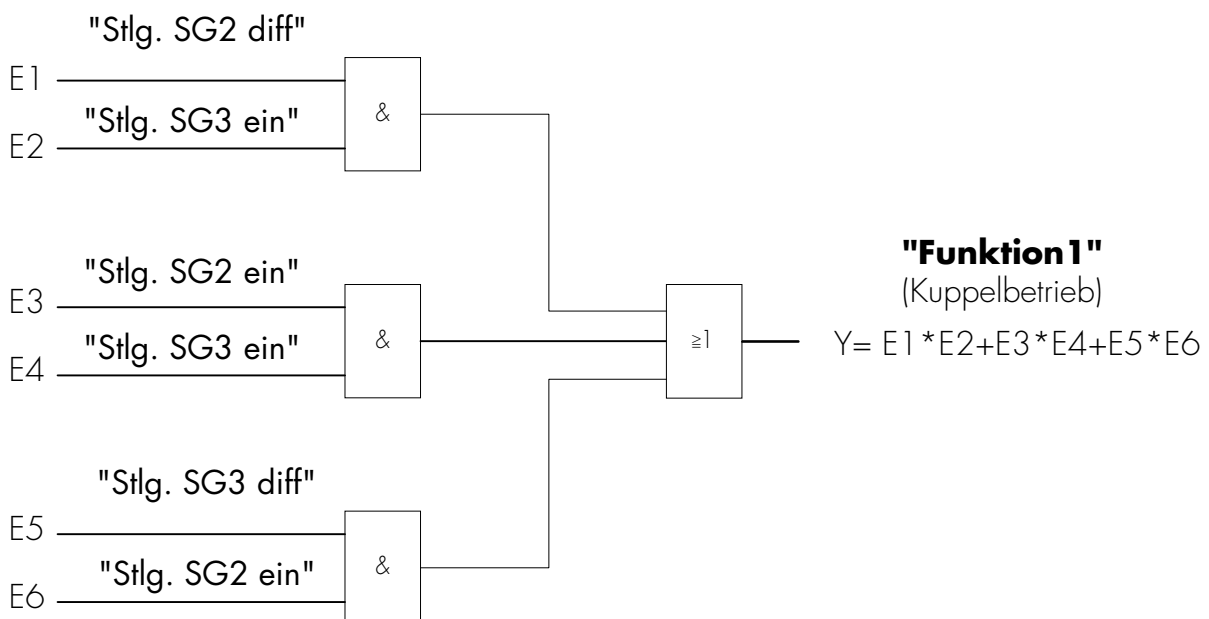 "Stlg. SG2 diff"
E1
"Stlg. SG3 ein"
E2
&
"Stlg. SG2 ein"
E3
"Stlg. SG3 ein"
E4
&
≧1
"Funktion1"
(Kuppelbetrieb)
Y= E1*E2+E3*E4+E5*E6
"Stlg. SG3 diff"
E5
"Stlg. SG2 ein"
E6
&